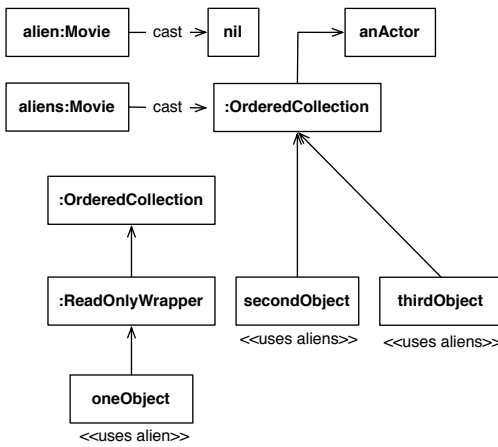 alien:Movie
cast
nil
anActor
aliens:Movie
cast
:OrderedCollection
:OrderedCollection
:ReadOnlyWrapper
secondObject
thirdObject
<<uses aliens>>
<<uses aliens>>
oneObject
<<uses alien>>